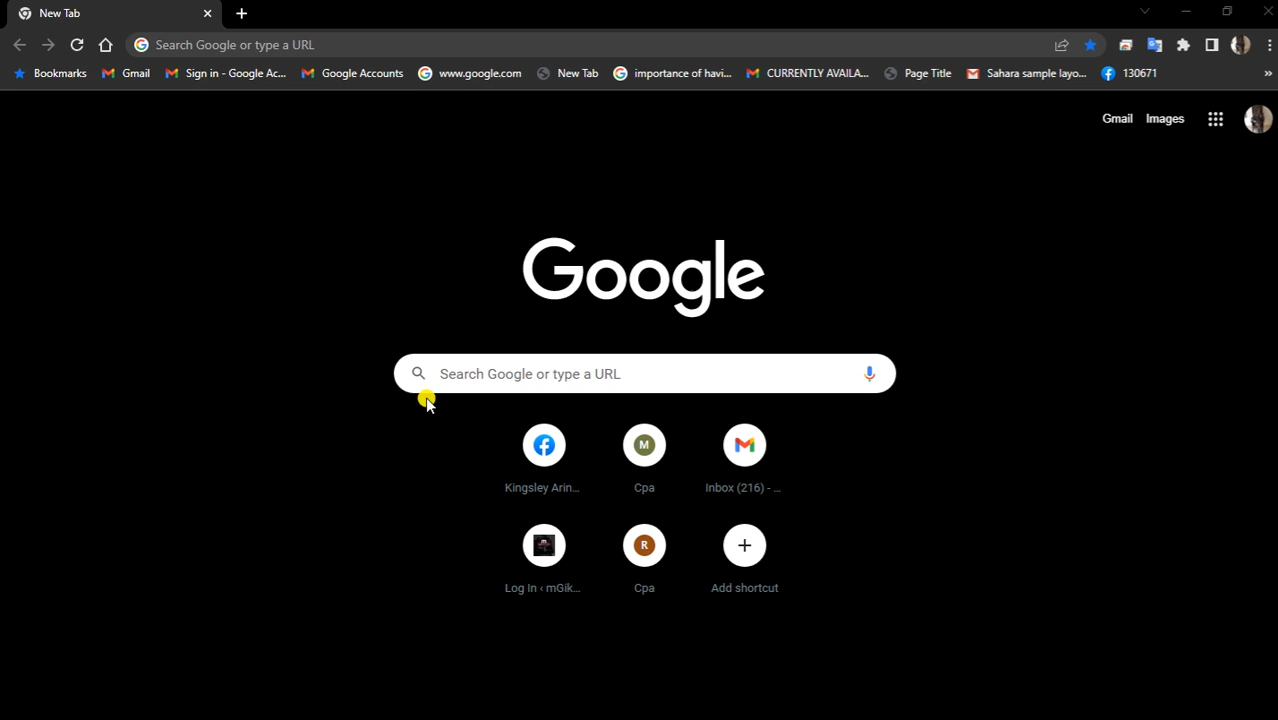 New Tab
Search Google or type a URL
Bookmarks Gmail Sign in - Google Ac... Google Accounts www.google.com New Tab importance of havi... CURRENTLY AVAILA... Page Title Sahara sample layo... 130671 »
Gmail Images
Google
Search Google or type a URL
M
Kingsley Arin... Cpa Inbox (216) - ...
R
Log In ‹ mGik... Cpa Add shortcut